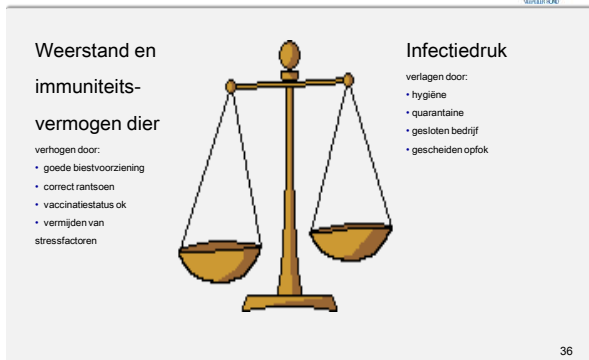 Weerstand en
immuniteits-
vermogen dier
verhogen door:
• goede biestvoorziening
• correct rantsoen
• vaccinatiestatus ok
• vermijden van
stressfactoren
Infectiedruk
verlagen door:
• hygiëne
• quarantaine
• gesloten bedrijf
• gescheiden opfok
36